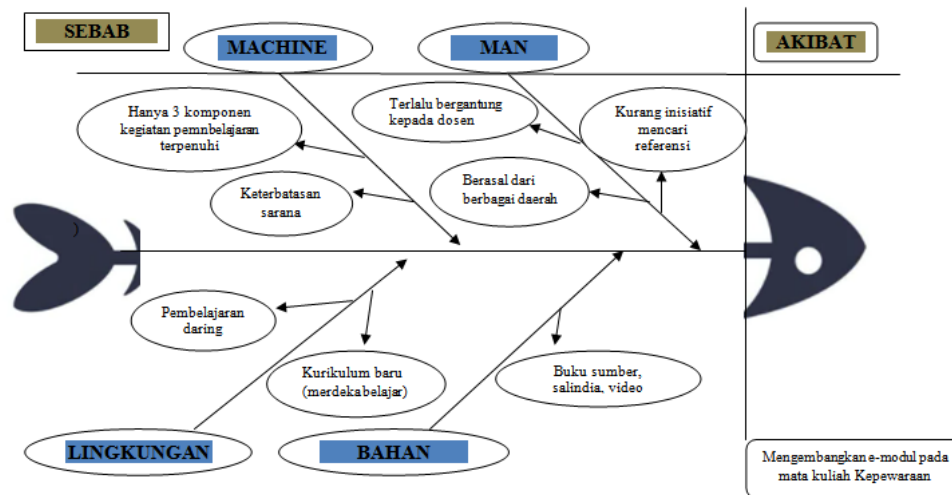 SEBAB
MACHINE
MAN
AKIBAT
Hanya 3 komponen
kegiatan pemnbelajaran
terpenuhi
Terlalu bergantung
kepada dosen
Kurang inisiatif
mencari
referensi
Keterbatasan
sarana
Berasal dari
berbagai daerah
Pembelajaran
daring
Kurikulum baru
(merdeka belajar)
Buku sumber,
salindia, video
LINGKUNGAN
BAHAN
Mengembangkan e-modul pada
mata kuliah Kepewaraan